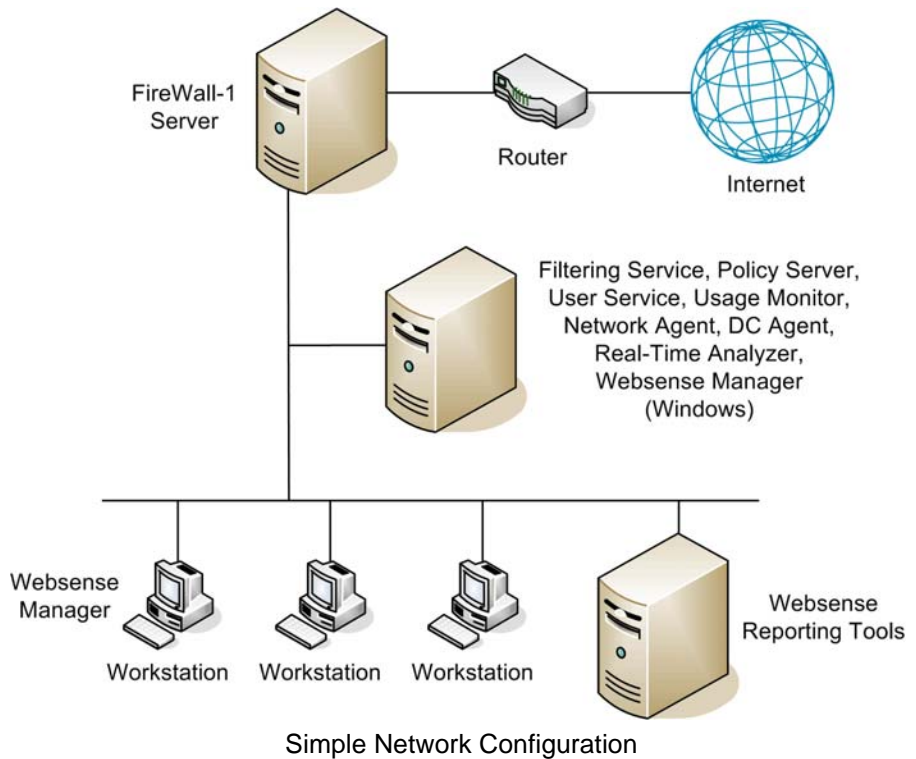 FireWall-1
Server
Router
Internet
Filtering Service, Policy Server,
User Service, Usage Monitor,
Network Agent, DC Agent,
Real-Time Analyzer,
Websense Manager
(Windows)
Websense
Manager
Workstation
Workstation
Workstation
Websense
Reporting Tools
Simple Network Configuration